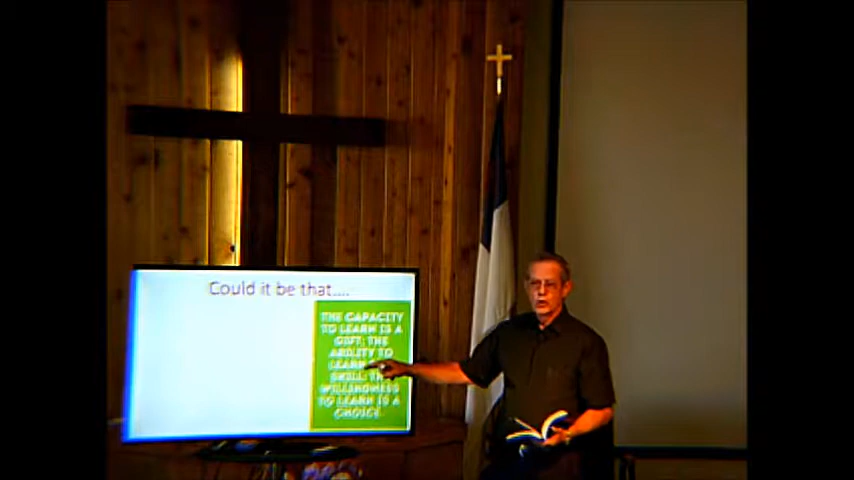 Could it be that....
THE CAPACITY
TO LEARN IS A
GIFT; THE
ABILITY TO
LEARN
SKILL; THE
WILLINGNESS
TO LEARN IS A
CHOICE.